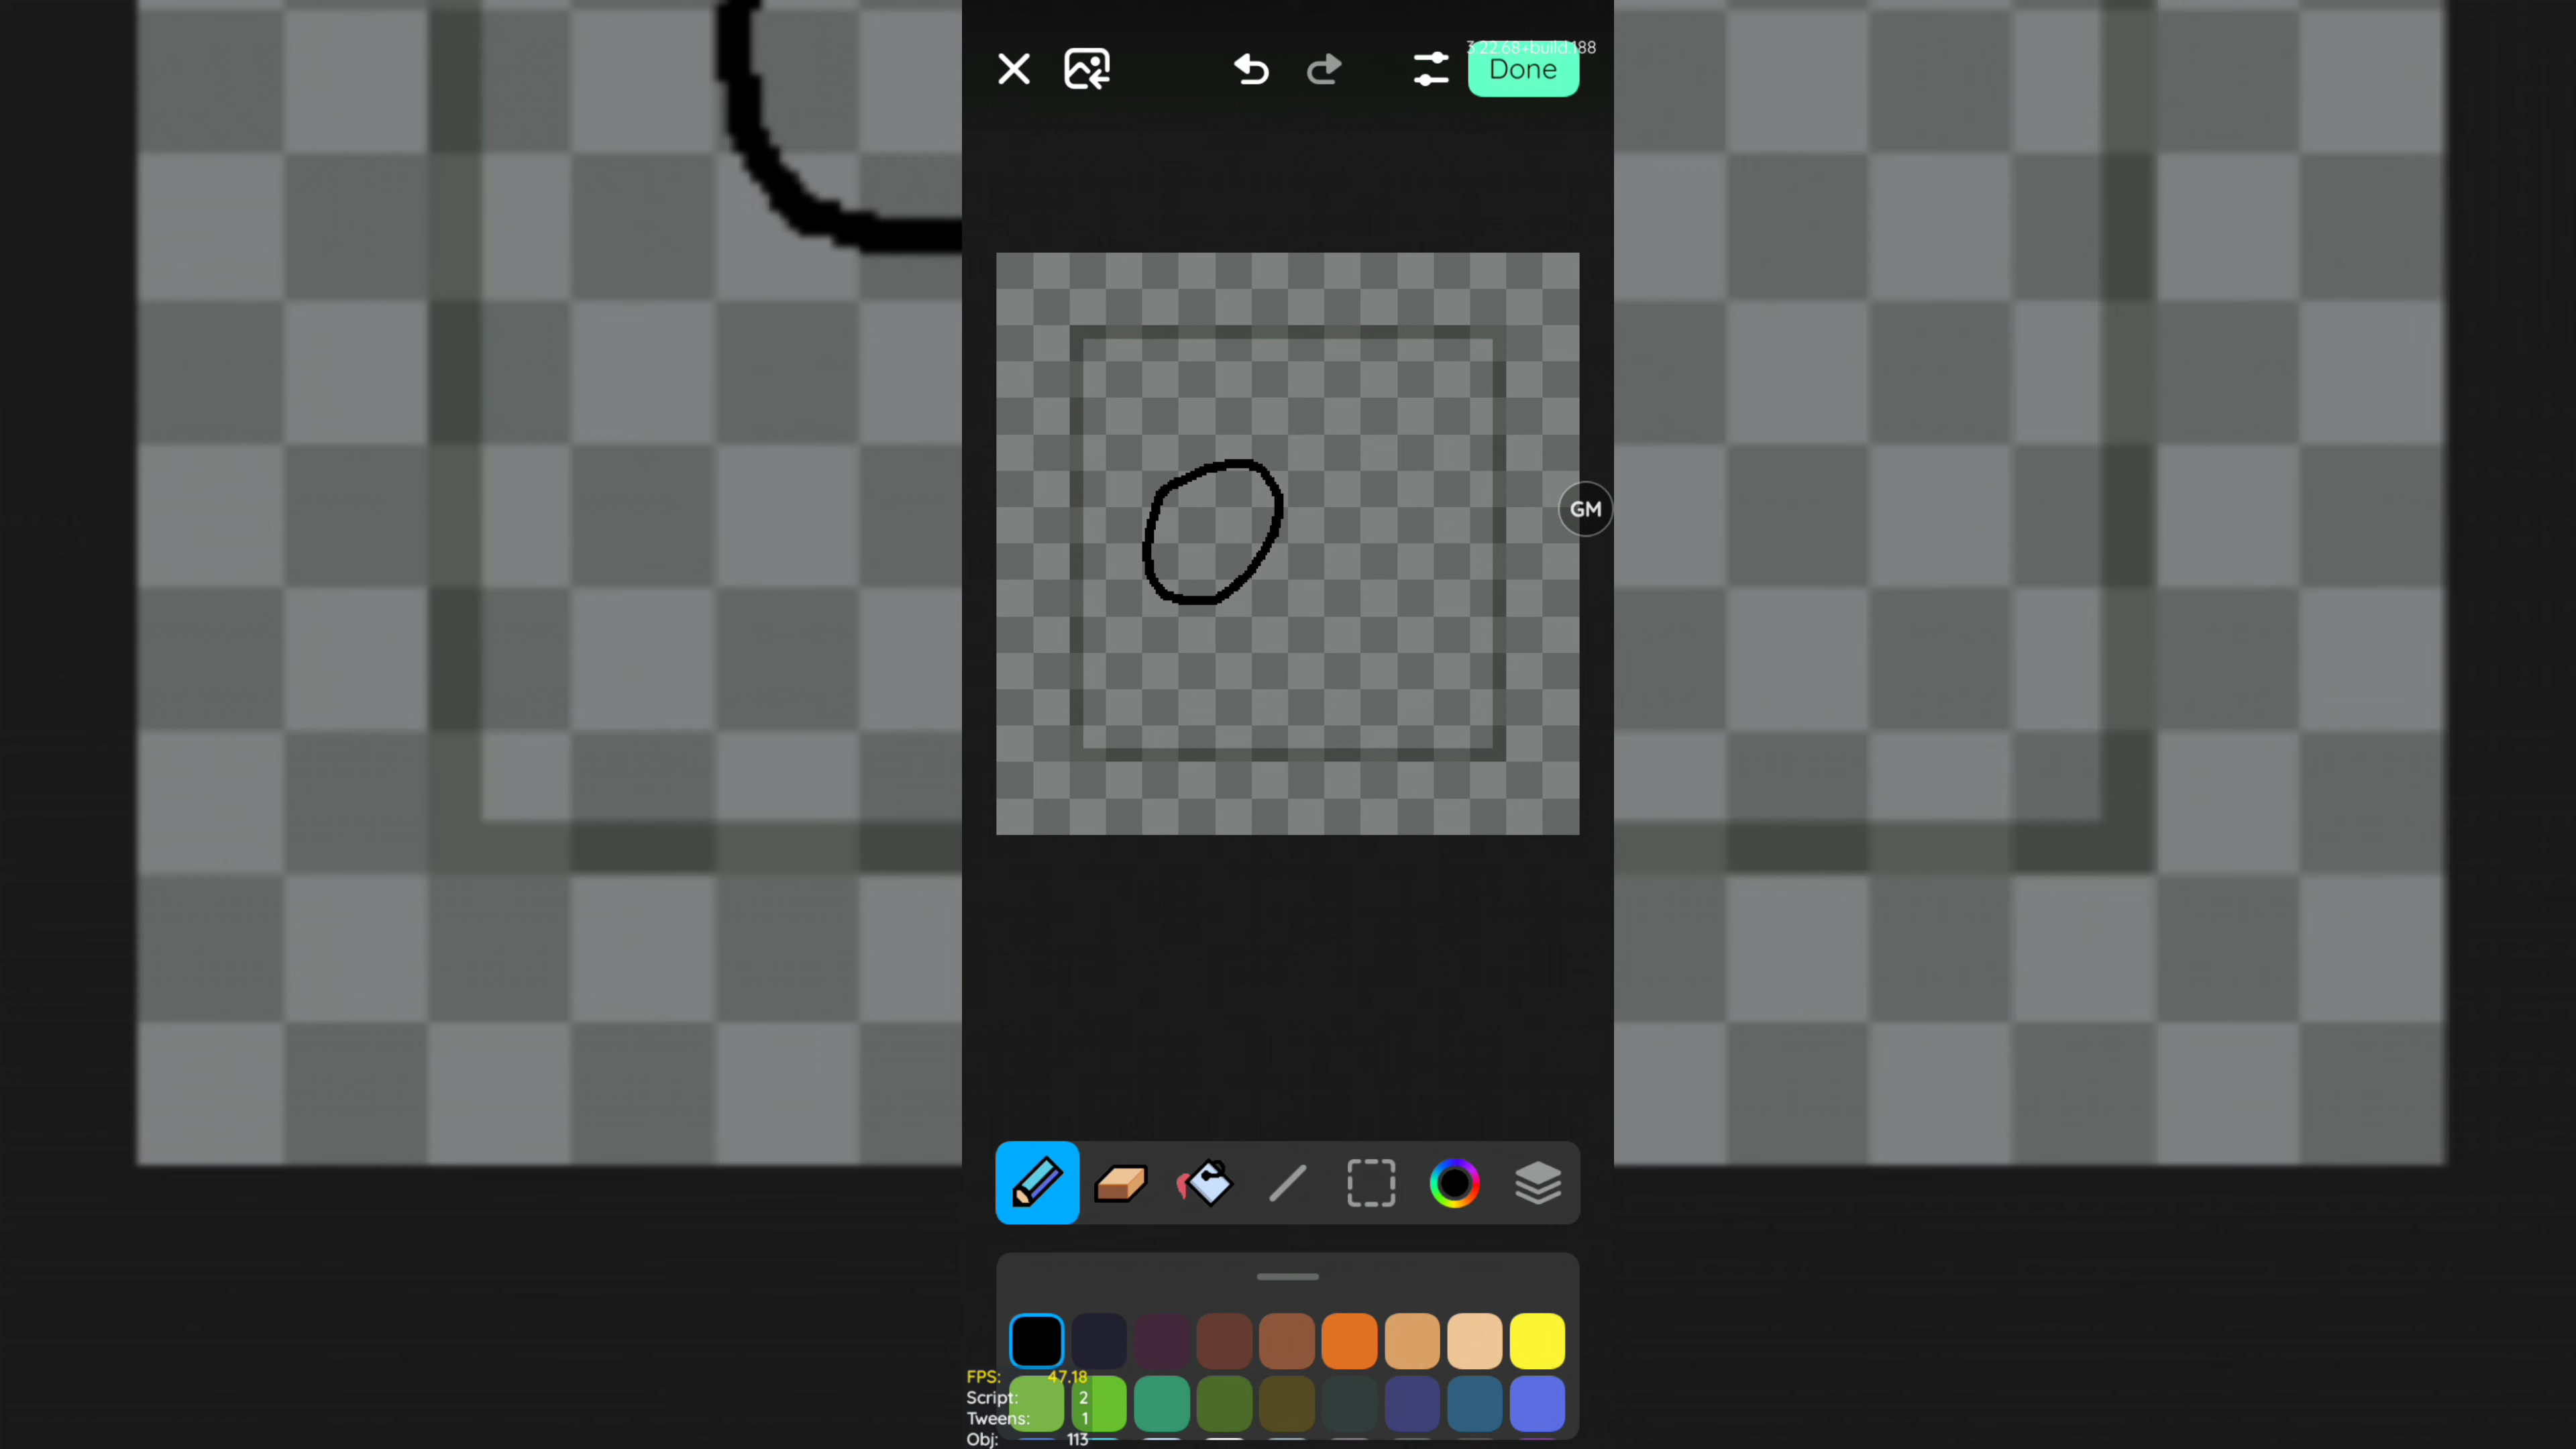 3.22.68+build.188
Done
GM
FPS: 47.18
Script: 2
Tweens: 1
Obj: 113